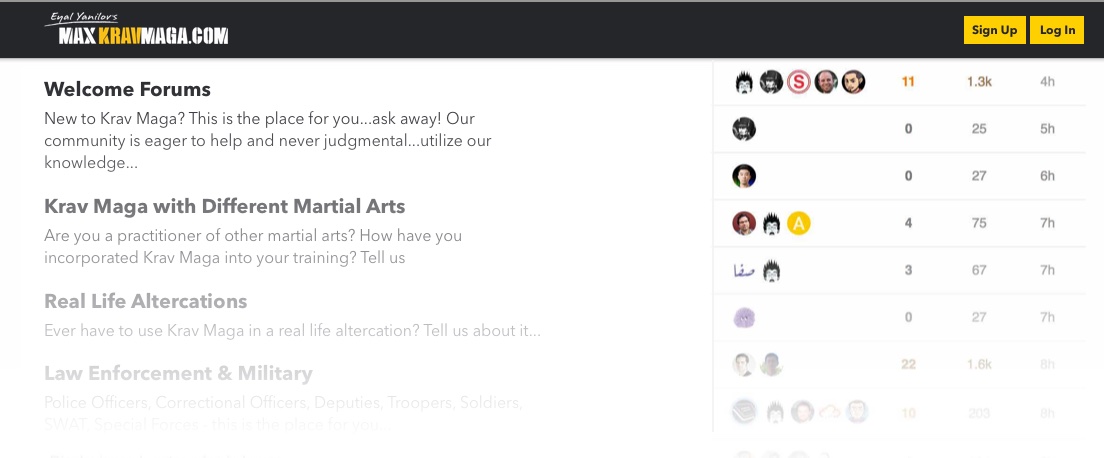 Eyal Yanilov's
MAXKRAVMAGA.COM
Sign Up
Log In
Welcome Forums
New to Krav Maga? This is the place for you...ask away! Our
community is eager to help and never judgmental...utilize our
knowledge...
Krav Maga with Different Martial Arts
Are you a practitioner of other martial arts? How have you
incorporated Krav Maga into your training? Tell us
Real Life Altercations
Ever have to use Krav Maga in a real life altercation? Tell us about it...
Law Enforcement & Military
Police Officers, Correctional Officers, Deputies, Troopers, Soldiers,
SWAT, Special Forces - this is the place for you...
S 11 1.3k 4h
0 25 5h
0 27 6h
A 4 75 7h
صفا 3 67 7h
0 27 7h
22 1.6k 8h
10 203 8h